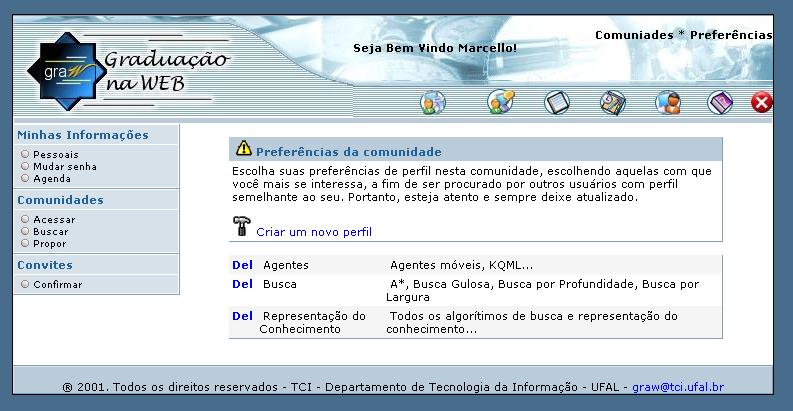 graW
Graduação
na WEB
Seja Bem Vindo Marcello!
Comuniades * Preferências
Minhas Informações
Pessoais
Mudar senha
Agenda
Comunidades
Acessar
Buscar
Propor
Convites
Confirmar
Preferências da comunidade
Escolha suas preferências de perfil nesta comunidade, escolhendo aquelas com que
você mais se interessa, a fim de ser procurado por outros usuários com perfil
semelhante ao seu. Portanto, esteja atento e sempre deixe atualizado.
Criar um novo perfil
Del Agentes Agentes móveis, KQML...
Del Busca A*, Busca Gulosa, Busca por Profundidade, Busca por
Largura
Del Representação do Todos os algorítimos de busca e representação do
Conhecimento conhecimento...
® 2001. Todos os direitos reservados - TCI - Departamento de Tecnologia da Informação - UFAL - graw@tci.ufal.br